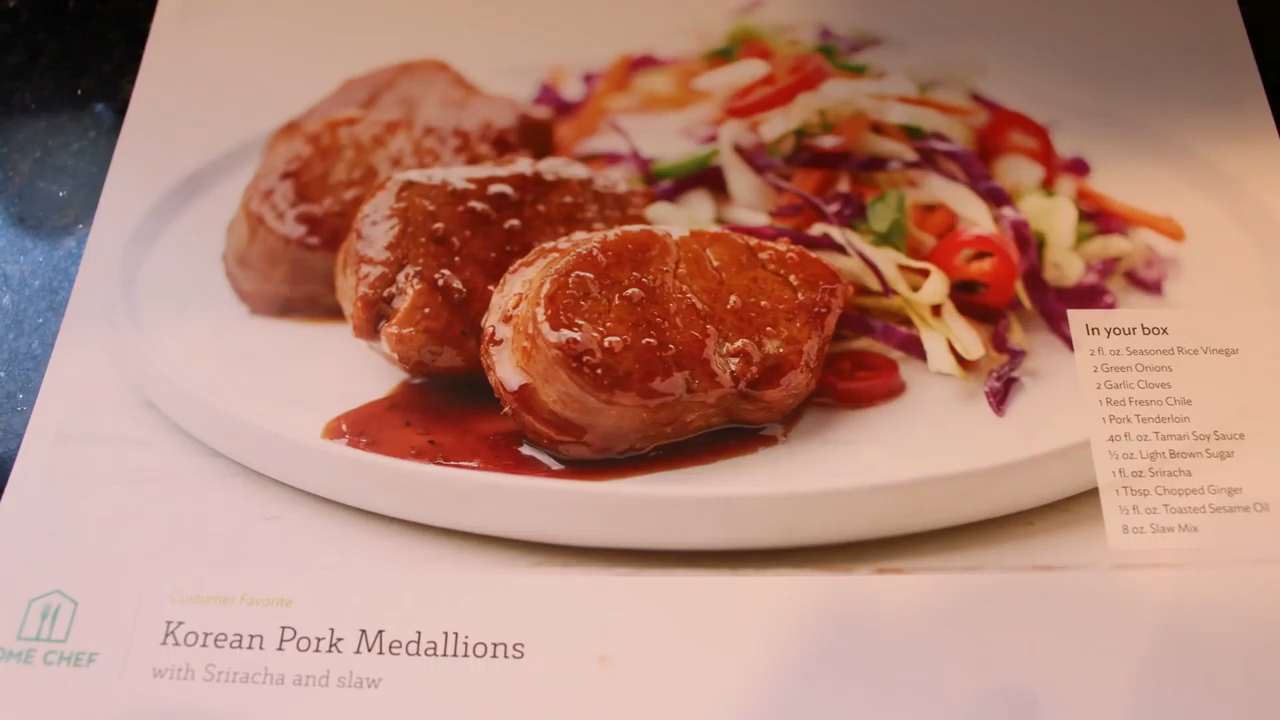 In your box
2 fl. oz. Seasoned Rice Vinegar
2 Green Onions
2 Garlic Cloves
1 Red Fresno Chile
1 Pork Tenderloin
.40 fl. oz. Tamari Soy Sauce
½ oz. Light Brown Sugar
1 fl. oz. Sriracha
1 Tbsp. Chopped Ginger
½ fl. oz. Toasted Sesame Oil
8 oz. Slaw Mix
Customer Favorite
Korean Pork Medallions
with Sriracha and slaw
OME CHEF